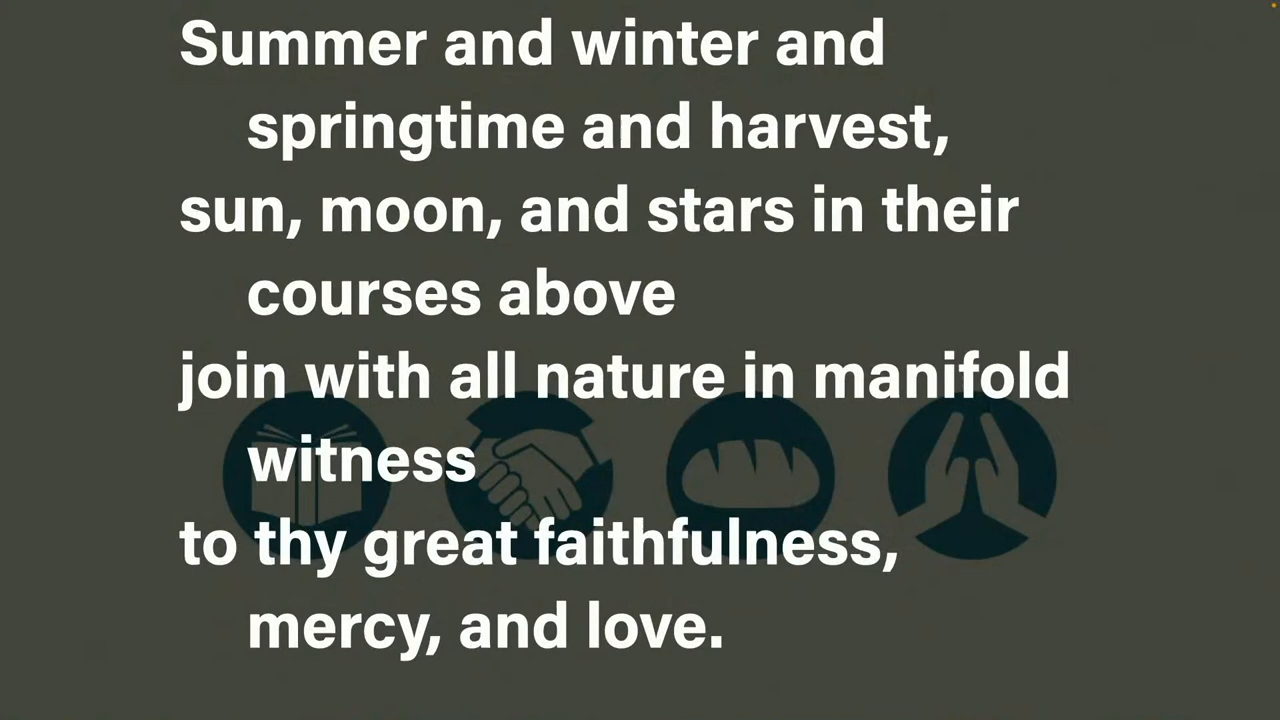 Summer and winter and
springtime and harvest,
sun, moon, and stars in their
courses above
join with all nature in manifold
witness
to thy great faithfulness,
mercy, and love.